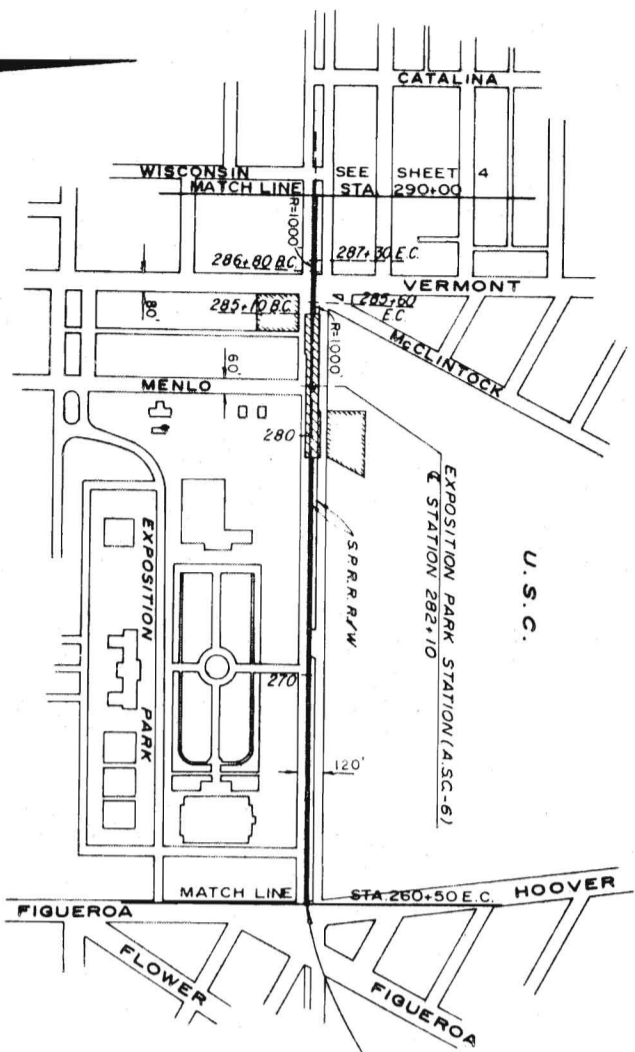 CATALINA
WISCONSIN
SEE SHEET 4
MATCH LINE STA. 290+00
R=1000'
286+80 B.C.
287+30 E.C.
VERMONT
80'
285+10 B.C.
285+60
E.C.
McCLINTOCK
R=1000'
60'
MENLO
280
EXPOSITION PARK STATION (A.SC-6)
℄ STATION 282+10
U.S.C.
S.P.R.R. R/W
EXPOSITION PARK
270
120'
MATCH LINE STA. 260+50 E.C.
HOOVER
FIGUEROA
FLOWER
FIGUEROA